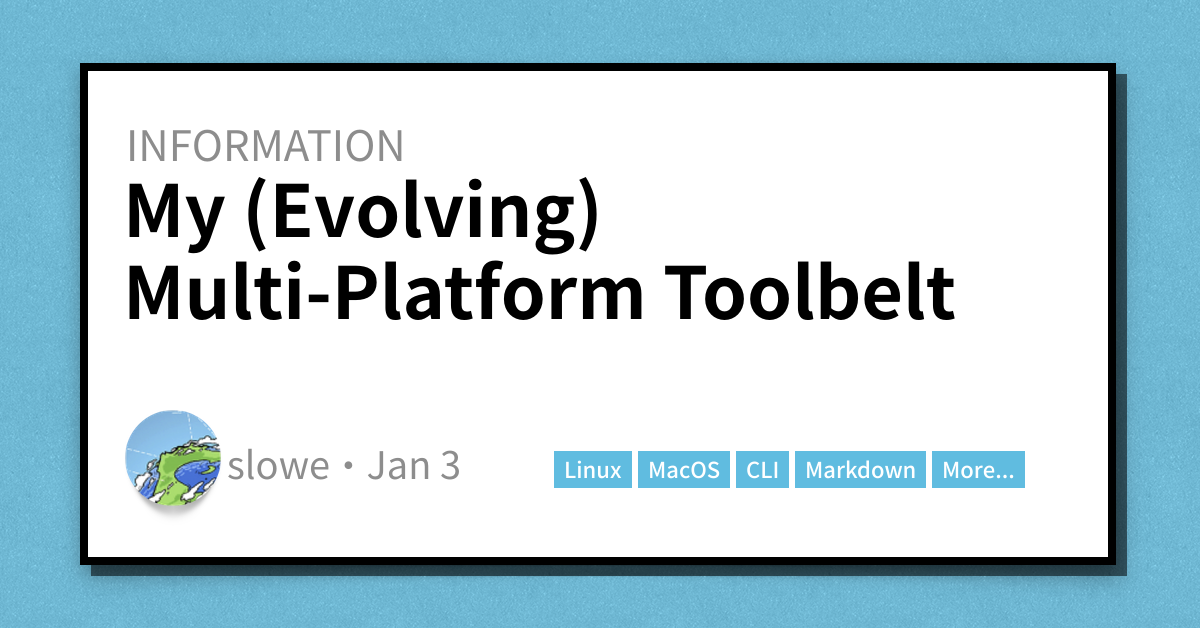 INFORMATION
My (Evolving)
Multi-Platform Toolbelt
slowe • Jan 3
Linux MacOS CLI Markdown More...